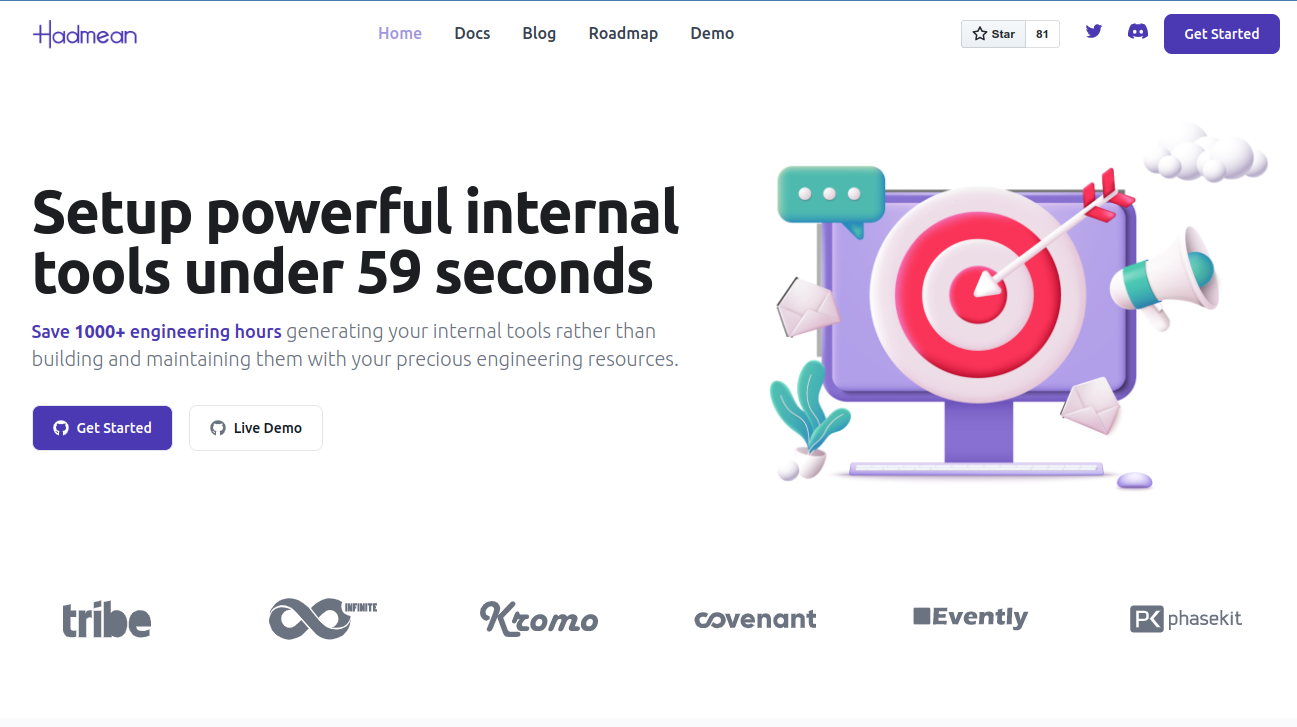 Hadmean
Home Docs Blog Roadmap Demo
Star 81
Get Started
Setup powerful internal
tools under 59 seconds
Save 1000+ engineering hours generating your internal tools rather than
building and maintaining them with your precious engineering resources.
Get Started
Live Demo
tribe
INFINITE
Kromo
covenant
Evently
PK phasekit